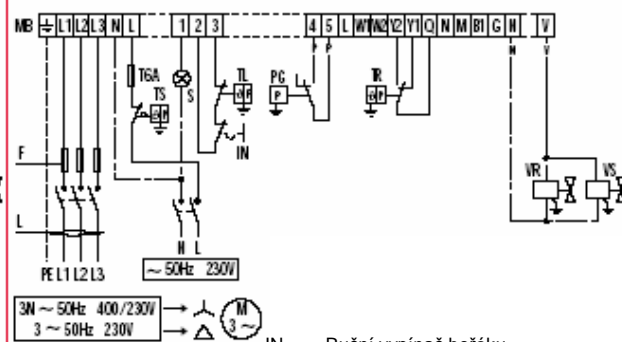 MB L1 L2 L3 N L 1 2 3 4 5 L W1 W2 Y2 Y1 Q N M B1 G N V
T6A
TS
S
TL
IN
PG
P
P P
TR
N V
F
L
VR VS
N L
PE L1 L2 L3
~ 50Hz 230V
3N ~ 50Hz 400/230V
3 ~ 50Hz 230V
M
3 ~